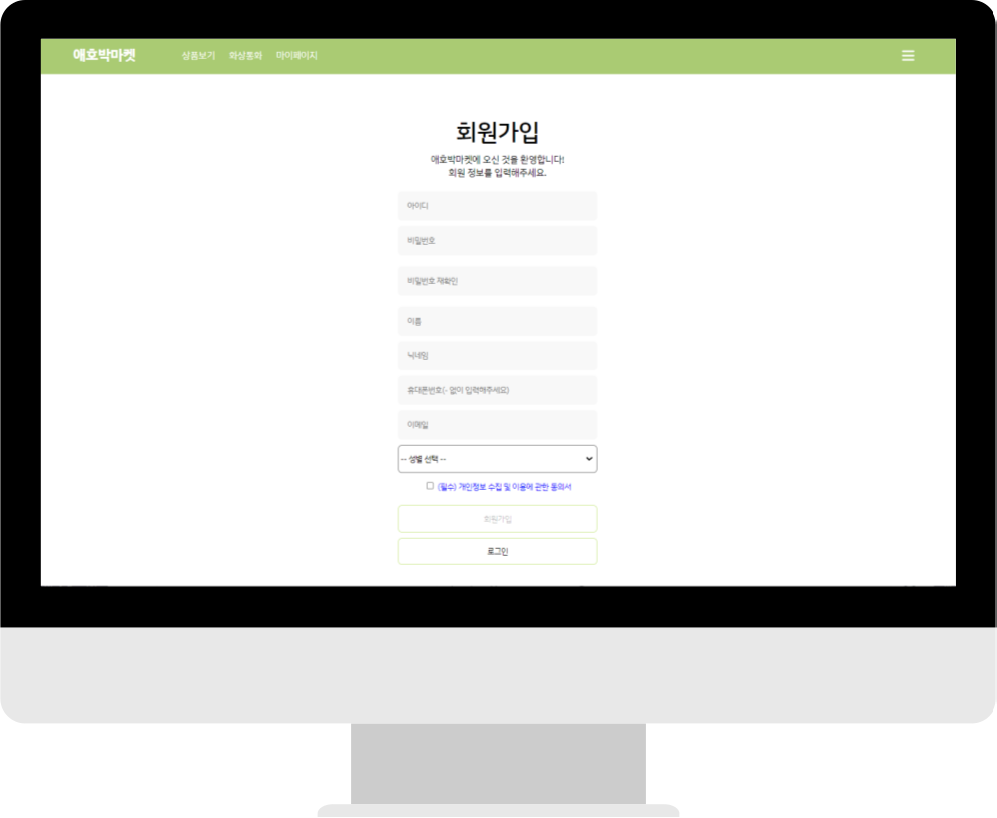 애호박마켓
상품보기 화상통화 마이페이지
회원가입
애호박마켓에 오신 것을 환영합니다!
회원 정보를 입력해주세요.
아이디
비밀번호
비밀번호 재확인
이름
닉네임
휴대폰번호(- 없이 입력해주세요)
이메일
-- 성별 선택 --
(필수) 개인정보 수집 및 이용에 관한 동의서
회원가입
로그인